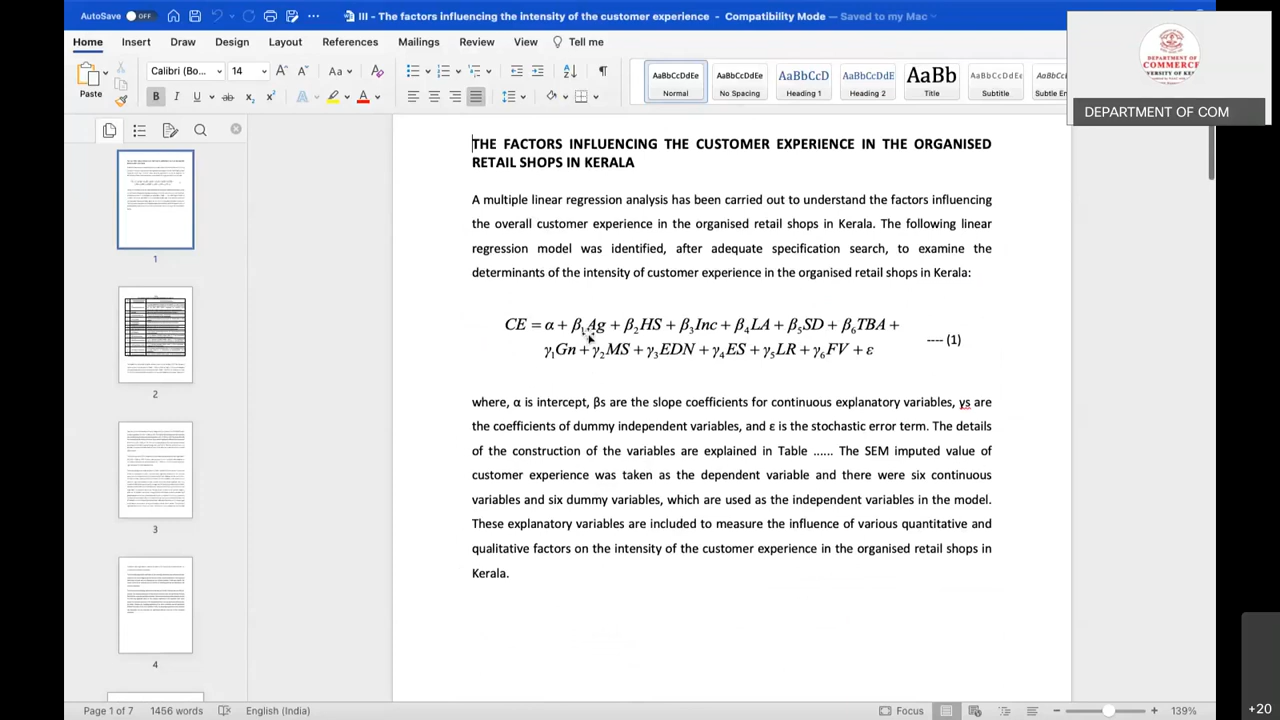 AutoSave OFF
III - The factors influencing the intensity of the customer experience - Compatibility Mode — Saved to my Mac
Home Insert Draw Design Layout References Mailings Review View Tell me
Paste
Calibri (Bo... 14
AaBbCcDdEe AaBbCcDdEe AaBbCcD AaBbCcDdE AaBb AaBbCcDdEe AaBbCcDdEe
Normal No Spacing Heading 1 Heading 2 Title Subtitle Subtle En
DEPARTMENT OF
COMMERCE
DEPARTMENT OF COM
THE FACTORS INFLUENCING THE CUSTOMER EXPERIENCE IN THE ORGANISED
RETAIL SHOPS IN KERALA
A multiple linear regression analysis has been carried out to understand the factors influencing
the overall customer experience in the organised retail shops in Kerala. The following linear
regression model was identified, after adequate specification search, to examine the
determinants of the intensity of customer experience in the organised retail shops in Kerala:
CE = α + β₁Ag + β₂HS + β₃Inc + β₄LA + β₅SD + β₆TBA +
γ₁Gn + γ₂MS + γ₃EDN + γ₄ES + γ₅LR + γ₆FV + ε ---- (1)
where, α is intercept, βs are the slope coefficients for continuous explanatory variables, γs are
the coefficients of dummy independent variables, and ε is the stochastic error term. The details
of the construction of the variables are explained in Table ...... The SEM imputed value of
customer experience was taken as the dependent variable and there were six continuous
variables and six dummy variables, which are used as the independent variables in the model.
These explanatory variables are included to measure the influence of various quantitative and
qualitative factors on the intensity of the customer experience in the organised retail shops in
Kerala.
1
2
3
4
Page 1 of 7 1456 words English (India) Focus 139%
+20